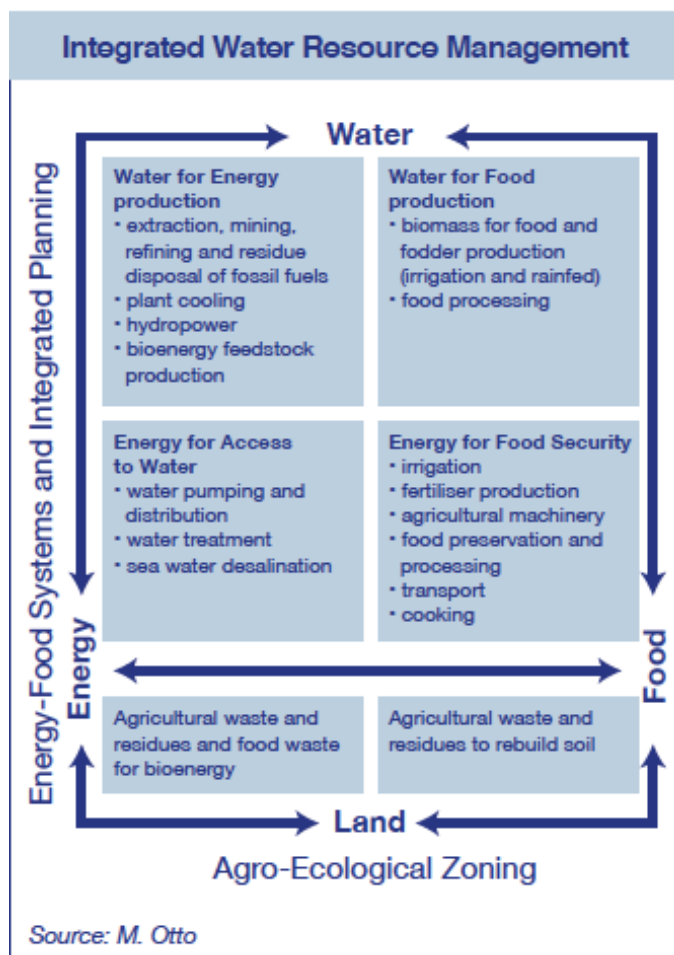 Integrated Water Resource Management
Water
Energy-Food Systems and Integrated Planning
Water for Energy
production
• extraction, mining,
refining and residue
disposal of fossil fuels
• plant cooling
• hydropower
• bioenergy feedstock
production
Water for Food
production
• biomass for food and
fodder production
(irrigation and rainfed)
• food processing
Energy for Access
to Water
• water pumping and
distribution
• water treatment
• sea water desalination
Energy for Food Security
• irrigation
• fertiliser production
• agricultural machinery
• food preservation and
processing
• transport
• cooking
Energy
Food
Agricultural waste and
residues and food waste
for bioenergy
Agricultural waste and
residues to rebuild soil
Land
Agro-Ecological Zoning
Source: M. Otto